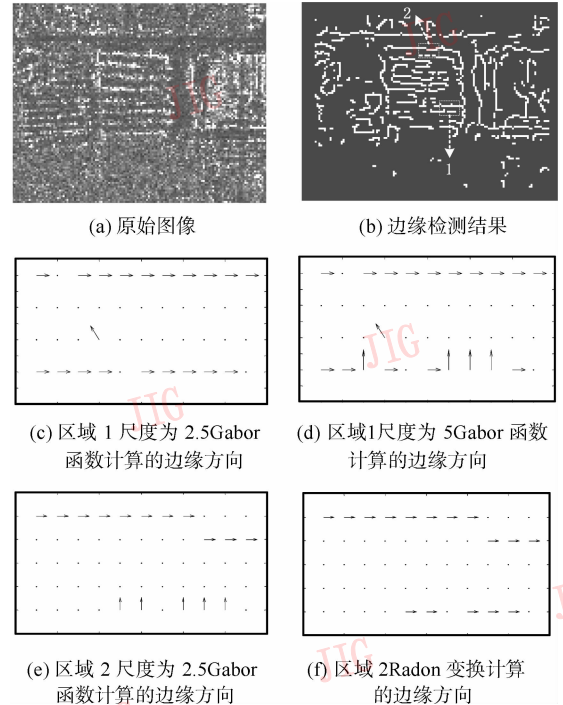 JIG
2
JIG
1
(a) 原始图像
(b) 边缘检测结果
JIG
JIG
(c) 区域 1 尺度为 2.5Gabor
函数计算的边缘方向
(d) 区域1尺度为 5Gabor 函数
计算的边缘方向
JIG
(e) 区域 2 尺度为 2.5Gabor
函数计算的边缘方向
(f) 区域 2Radon 变换计算
的边缘方向